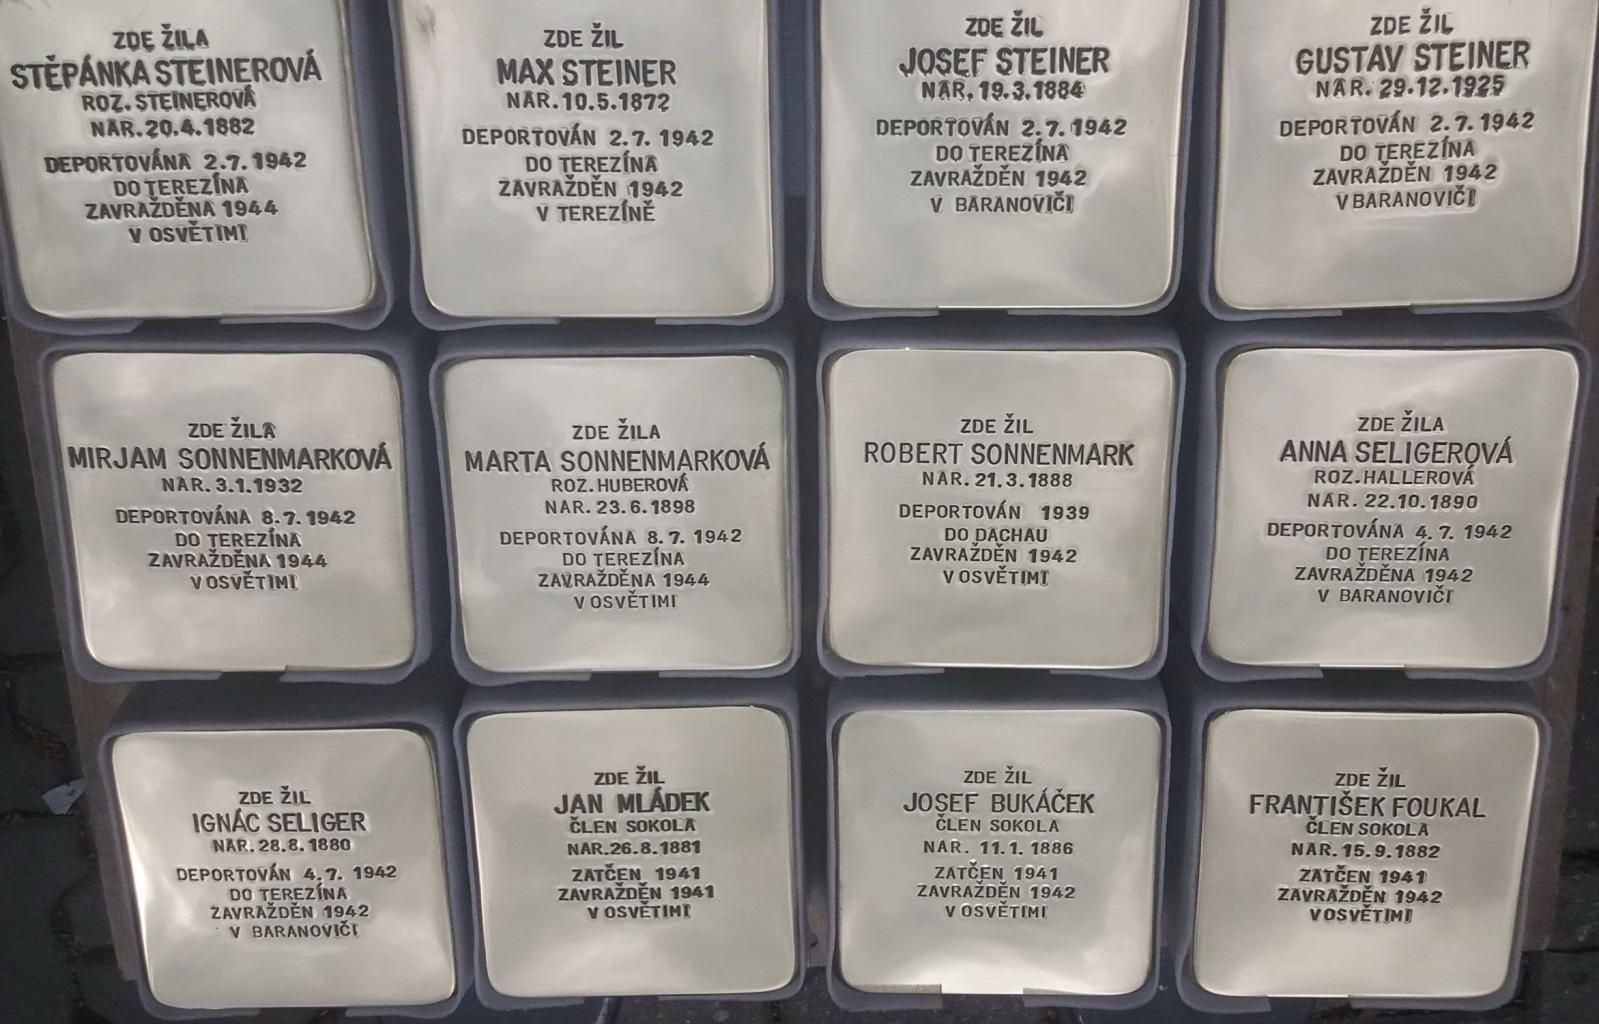 ZDE ŽILA
STĚPÁNKA STEINEROVÁ
ROZ. STEINEROVÁ
NAR. 20.4.1882
DEPORTOVÁNA 2.7.1942
DO TEREZÍNA
ZAVRAŽDĚNA 1944
V OSVĚTIMI
ZDE ŽIL
MAX STEINER
NAR. 10.5.1872
DEPORTOVÁN 2.7.1942
DO TEREZÍNA
ZAVRAŽDĚN 1942
V TEREZÍNĚ
ZDE ŽIL
JOSEF STEINER
NAR. 19.3.1884
DEPORTOVÁN 2.7.1942
DO TEREZÍNA
ZAVRAŽDĚN 1942
V BARANOVIČÍ
ZDE ŽIL
GUSTAV STEINER
NAR. 29.12.1925
DEPORTOVÁN 2.7.1942
DO TEREZÍNA
ZAVRAŽDĚN 1942
V BARANOVIČÍ
ZDE ŽILA
MIRJAM SONNENMARKOVÁ
NAR. 3.1.1932
DEPORTOVÁNA 8.7.1942
DO TEREZÍNA
ZAVRAŽDĚNA 1944
V OSVĚTIMI
ZDE ŽILA
MARTA SONNENMARKOVÁ
ROZ. HUBEROVÁ
NAR. 23.6.1898
DEPORTOVÁNA 8.7.1942
DO TEREZÍNA
ZAVRAŽDĚNA 1944
V OSVĚTIMI
ZDE ŽIL
ROBERT SONNENMARK
NAR. 21.3.1888
DEPORTOVÁN 1939
DO DACHAU
ZAVRAŽDĚN 1942
V OSVĚTIMI
ZDE ŽILA
ANNA SELIGEROVÁ
ROZ. HALLEROVÁ
NAR. 22.10.1890
DEPORTOVÁNA 4.7.1942
DO TEREZÍNA
ZAVRAŽDĚNA 1942
V BARANOVIČÍ
ZDE ŽIL
IGNÁC SELIGER
NAR. 28.8.1880
DEPORTOVÁN 4.7.1942
DO TEREZÍNA
ZAVRAŽDĚN 1942
V BARANOVIČÍ
ZDE ŽIL
JAN MLÁDEK
ČLEN SOKOLA
NAR. 26.8.1881
ZATČEN 1941
ZAVRAŽDĚN 1941
V OSVĚTIMI
ZDE ŽIL
JOSEF BUKÁČEK
ČLEN SOKOLA
NAR. 11.1.1886
ZATČEN 1941
ZAVRAŽDĚN 1942
V OSVĚTIMI
ZDE ŽIL
FRANTIŠEK FOUKAL
ČLEN SOKOLA
NAR. 15.9.1882
ZATČEN 1941
ZAVRAŽDĚN 1942
V OSVĚTIMI